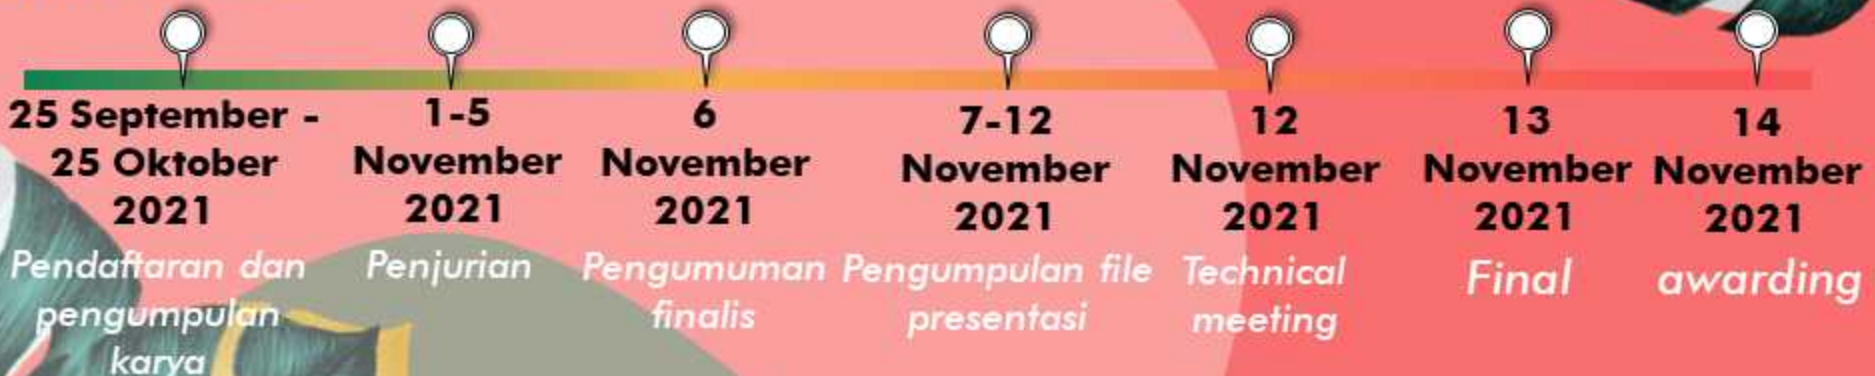 25 September -
25 Oktober
2021
Pendaftaran dan
pengumpulan
karya
1-5
November
2021
Penjurian
6
November
2021
Pengumuman
finalis
7-12
November
2021
Pengumpulan file
presentasi
12
November
2021
Technical
meeting
13
November
2021
Final
14
November
2021
awarding